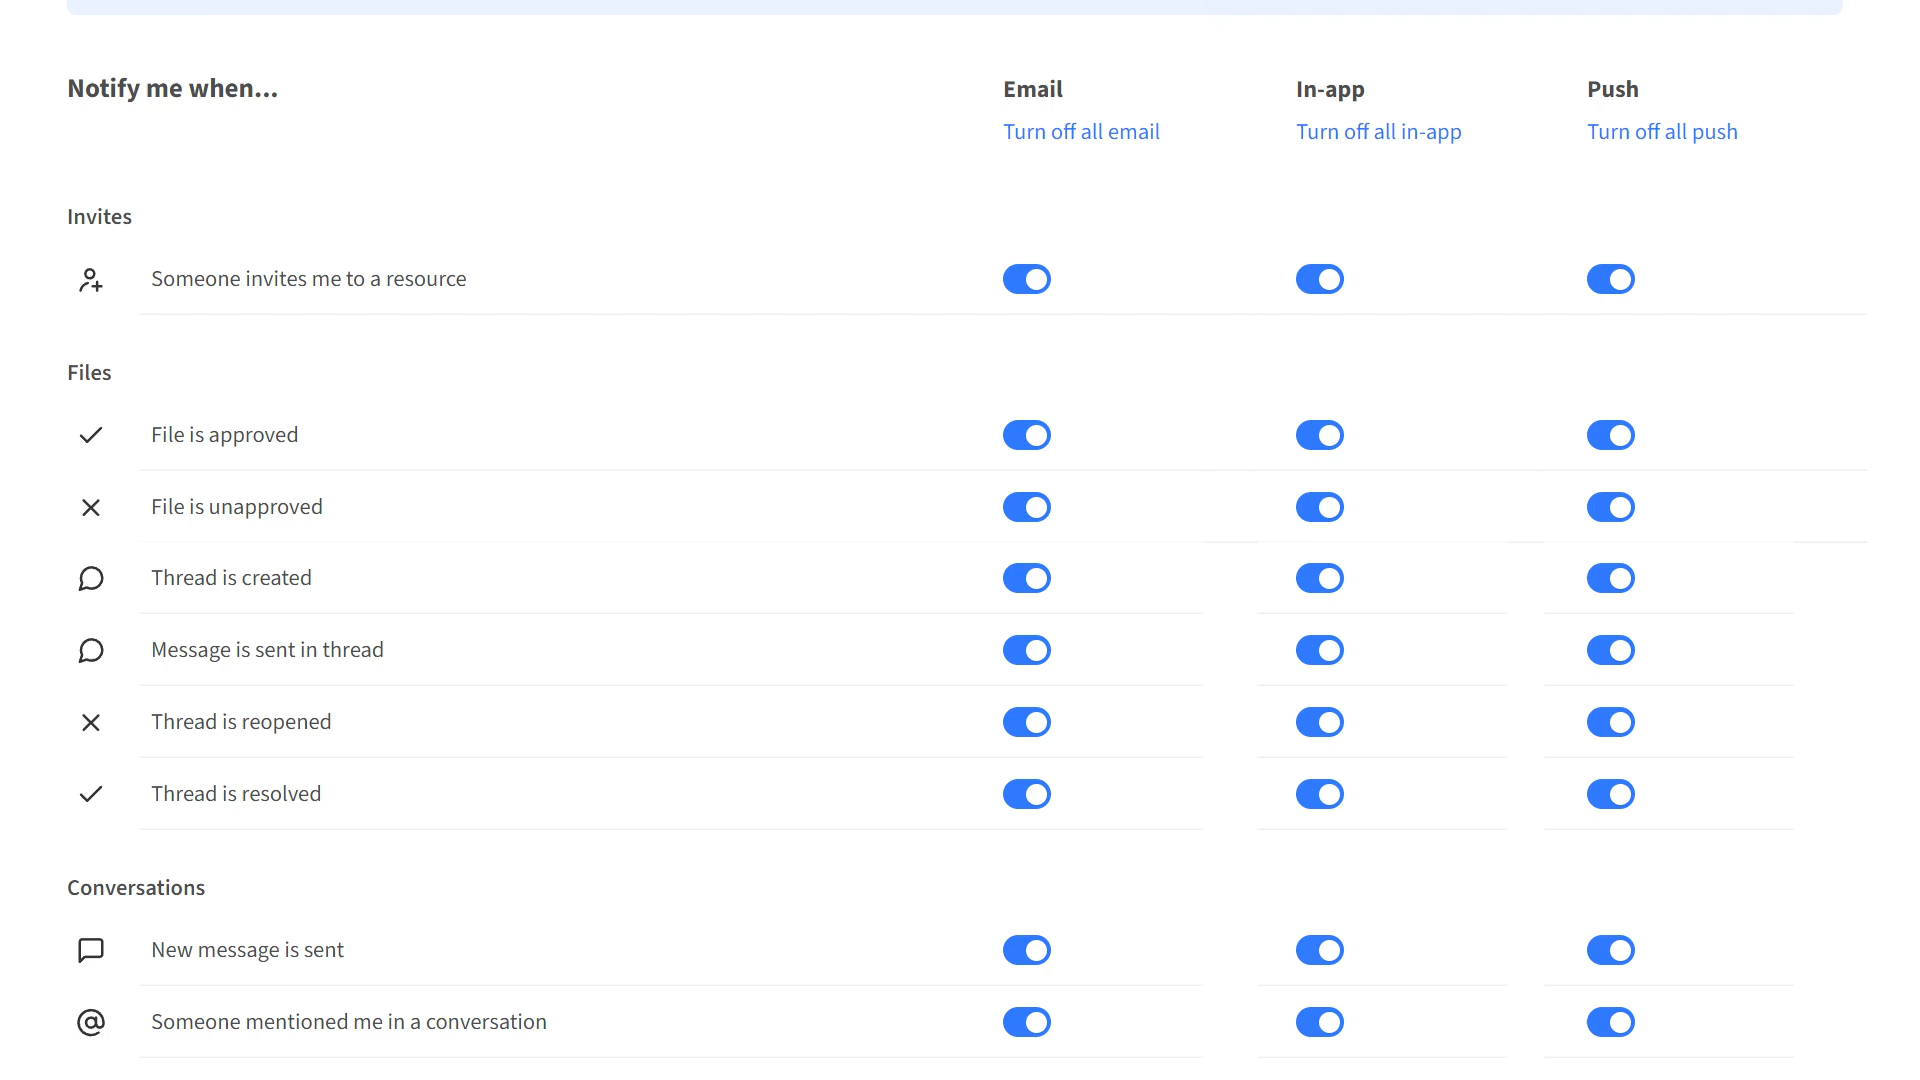 Notify me when...
Email
In-app
Push
Turn off all email
Turn off all in-app
Turn off all push
Invites
Someone invites me to a resource
Files
File is approved
File is unapproved
Thread is created
Message is sent in thread
Thread is reopened
Thread is resolved
Conversations
New message is sent
Someone mentioned me in a conversation